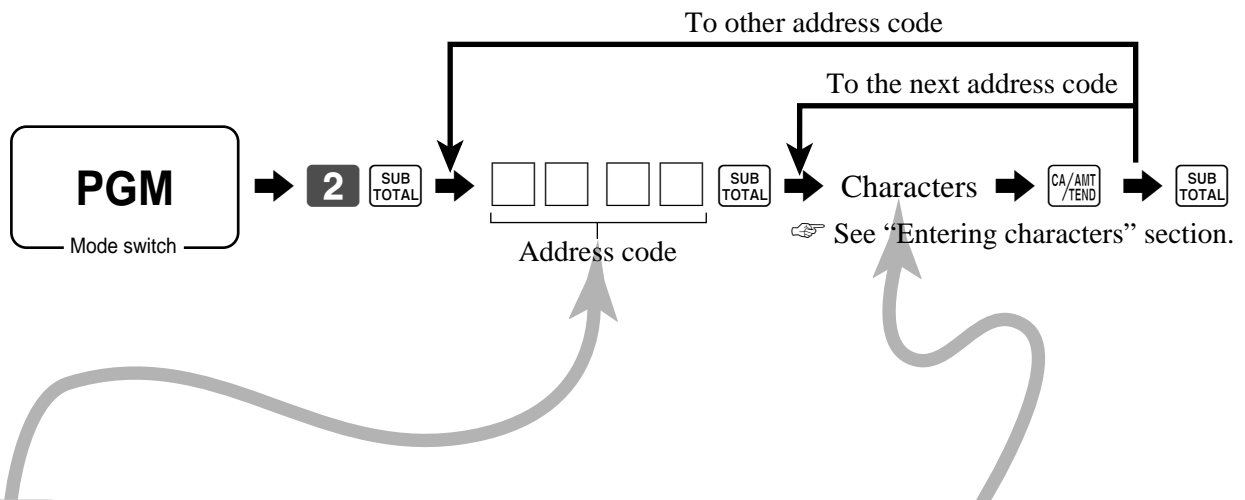 To other address code
To the next address code
PGM
Mode switch
2
SUB
TOTAL
Address code
SUB
TOTAL
Characters
CA/AMT
TEND
SUB
TOTAL
☞ See “Entering characters” section.